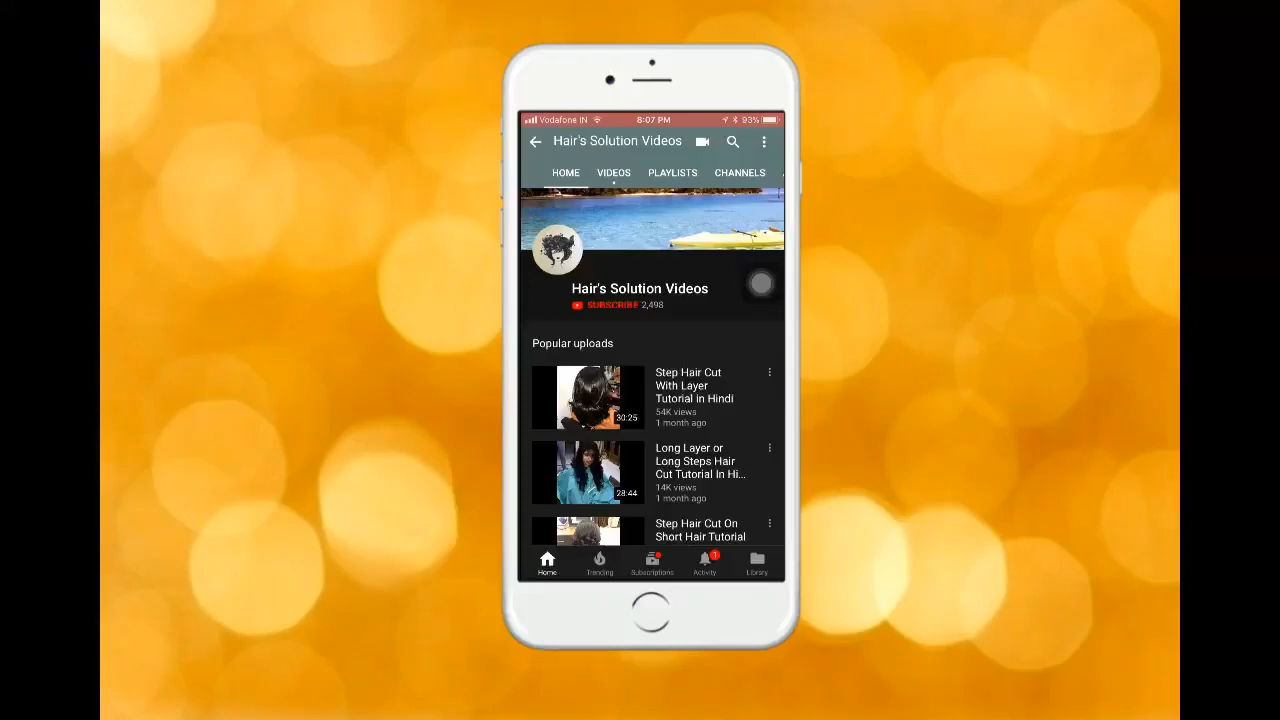 Vodafone IN 8:07 PM 93%
Hair's Solution Videos
HOME VIDEOS PLAYLISTS CHANNELS
Hair's Solution Videos
SUBSCRIBE 2,498
Popular uploads
Step Hair Cut
With Layer
Tutorial in Hindi
54K views
1 month ago
30:25
Long Layer or
Long Steps Hair
Cut Tutorial In Hi...
14K views
1 month ago
28:44
Step Hair Cut On
Short Hair Tutorial
1
Home Trending Subscriptions Activity Library